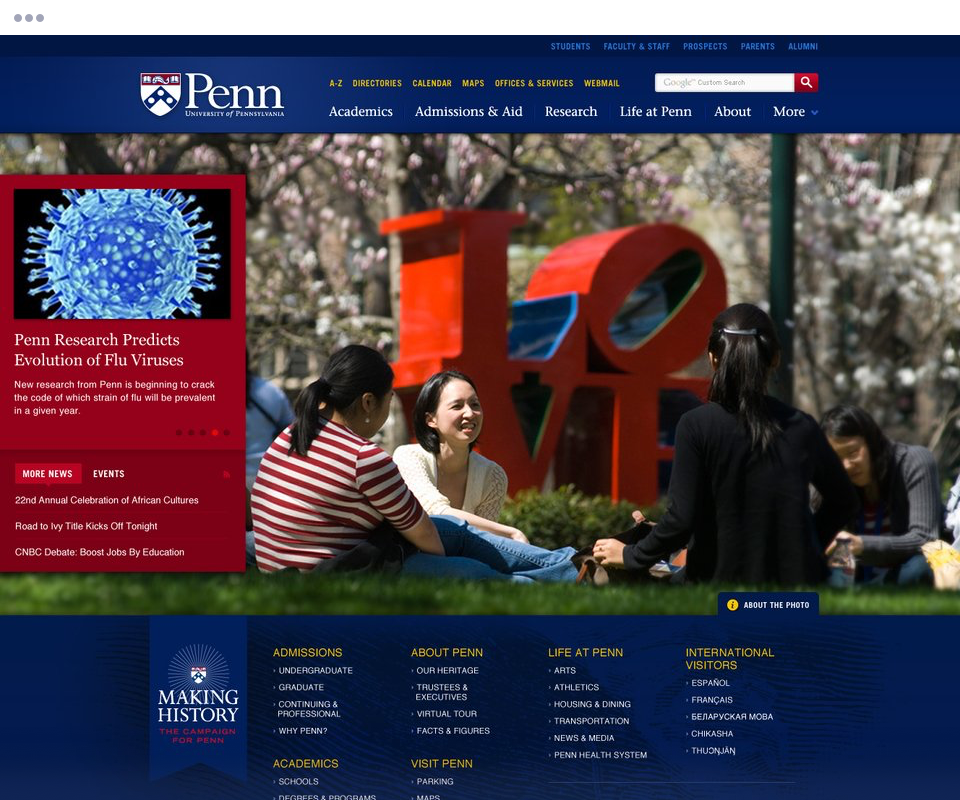 STUDENTS FACULTY & STAFF PROSPECTS PARENTS ALUMNI
Penn
UNIVERSITY of PENNSYLVANIA
A-Z DIRECTORIES CALENDAR MAPS OFFICES & SERVICES WEBMAIL
Google™ Custom Search
Academics Admissions & Aid Research Life at Penn About More
LOVE
Penn Research Predicts
Evolution of Flu Viruses
New research from Penn is beginning to crack
the code of which strain of flu will be prevalent
in a given year.
MORE NEWS EVENTS
22nd Annual Celebration of African Cultures
Road to Ivy Title Kicks Off Tonight
CNBC Debate: Boost Jobs By Education
i ABOUT THE PHOTO
MAKING
HISTORY
THE CAMPAIGN
FOR PENN
ADMISSIONS
› UNDERGRADUATE
› GRADUATE
› CONTINUING &
PROFESSIONAL
› WHY PENN?
ACADEMICS
› SCHOOLS
› DEGREES & PROGRAMS
ABOUT PENN
› OUR HERITAGE
› TRUSTEES &
EXECUTIVES
› VIRTUAL TOUR
› FACTS & FIGURES
VISIT PENN
› PARKING
› MAPS
LIFE AT PENN
› ARTS
› ATHLETICS
› HOUSING & DINING
› TRANSPORTATION
› NEWS & MEDIA
› PENN HEALTH SYSTEM
INTERNATIONAL
VISITORS
› ESPAÑOL
› FRANÇAIS
› БЕЛАРУСКАЯ МОВА
› CHIKASHA